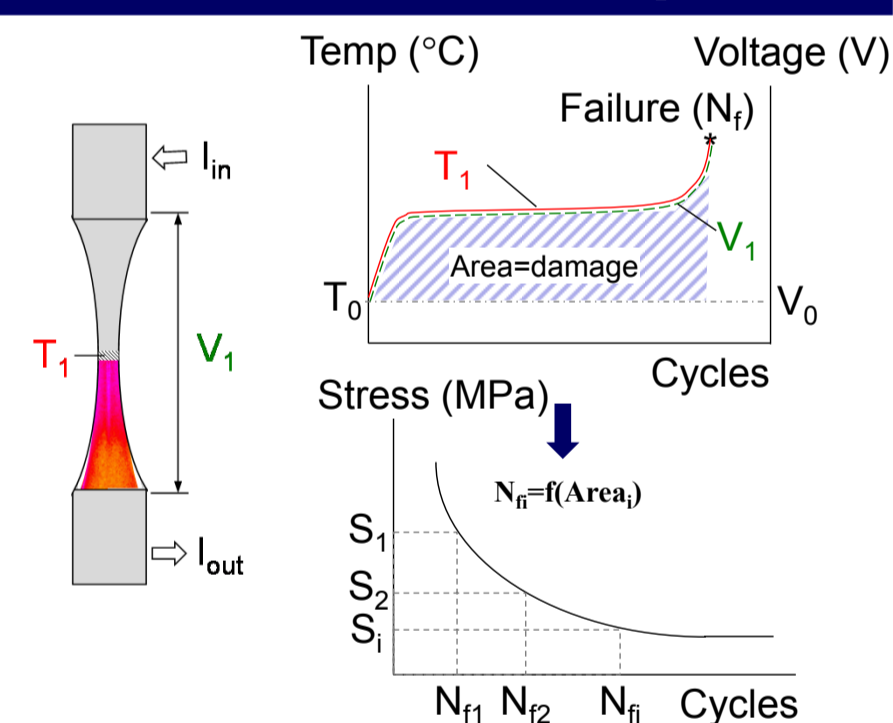 I_in
T_1
V_1
I_out
Temp (°C)
Voltage (V)
Failure (N_f)
*
T_1
V_1
Area=damage
T_0
V_0
Cycles
Stress (MPa)
N_fi=f(Area_i)
S_1
S_2
S_i
N_f1 N_f2 N_fi Cycles